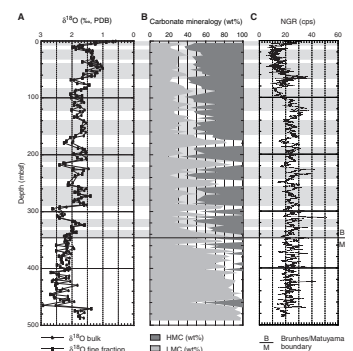 A δ18O (‰, PDB) B Carbonate mineralogy (wt%) C NGR (cps)
3 2 1 0 0 20 40 60 80 100 0 20 40 60
0
100
200
300
400
500
Depth (mbsf)
B
M
δ18O bulk HMC (wt%) B Brunhes/Matuyama
δ18O fine fraction LMC (wt%) M boundary